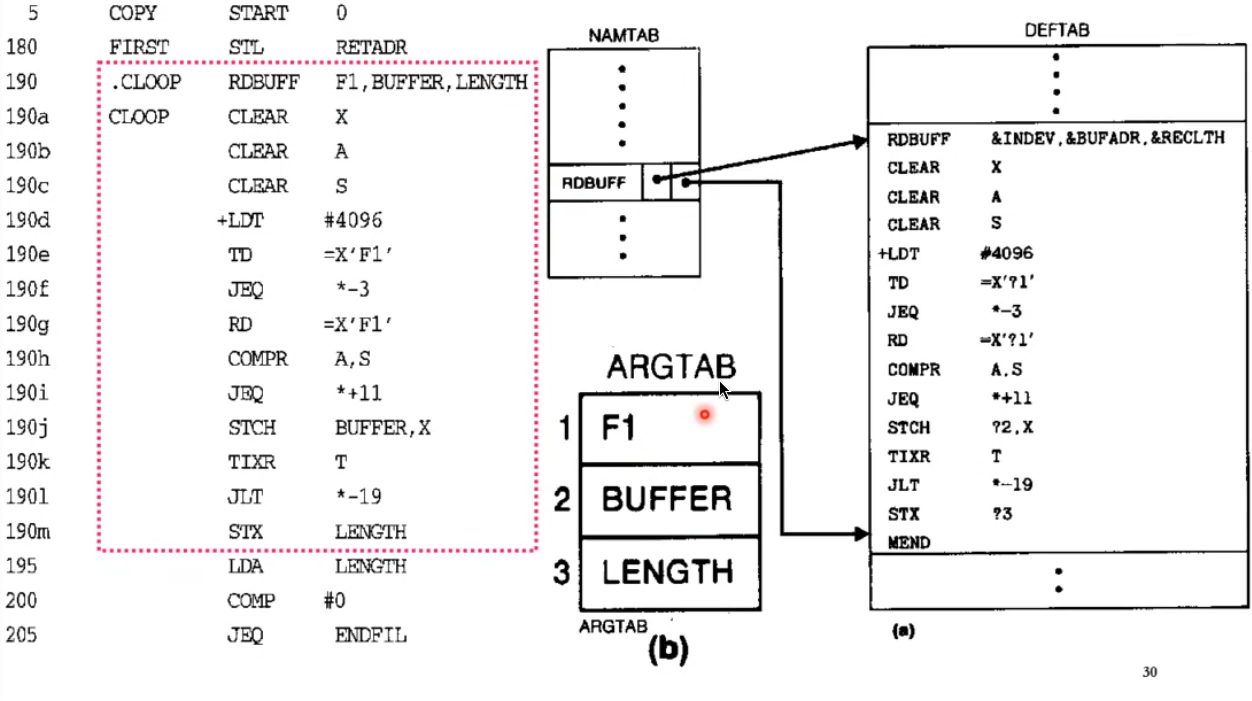 5 COPY START 0
180 FIRST STL RETADR
190 .CLOOP RDBUFF F1,BUFFER,LENGTH
190a CLOOP CLEAR X
190b CLEAR A
190c CLEAR S
190d +LDT #4096
190e TD =X'F1'
190f JEQ *-3
190g RD =X'F1'
190h COMPR A,S
190i JEQ *+11
190j STCH BUFFER,X
190k TIXR T
190l JLT *-19
190m STX LENGTH
195 LDA LENGTH
200 COMP #0
205 JEQ ENDFIL
NAMTAB
RDBUFF
ARGTAB
1 F1
2 BUFFER
3 LENGTH
ARGTAB
(b)
DEFTAB
RDBUFF &INDEV,&BUFADR,&RECLTH
CLEAR X
CLEAR A
CLEAR S
+LDT #4096
TD =X'?1'
JEQ *-3
RD =X'?1'
COMPR A,S
JEQ *+11
STCH ?2,X
TIXR T
JLT *-19
STX ?3
MEND
(a)
30